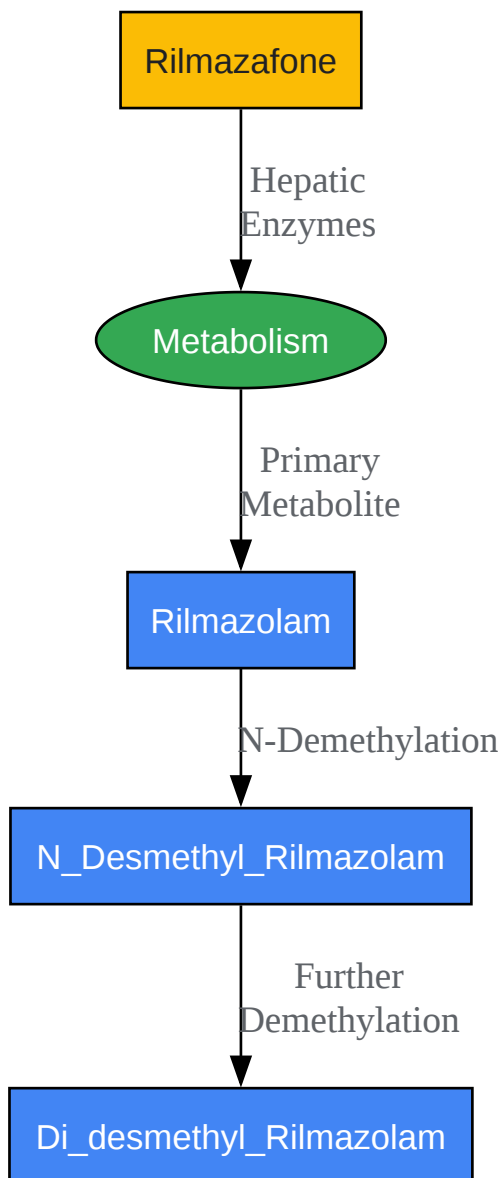 Rilmazafone
Hepatic
Enzymes
Metabolism
Primary
Metabolite
Rilmazolam
N-Demethylation
N_Desmethyl_Rilmazolam
Further
Demethylation
Di_desmethyl_Rilmazolam